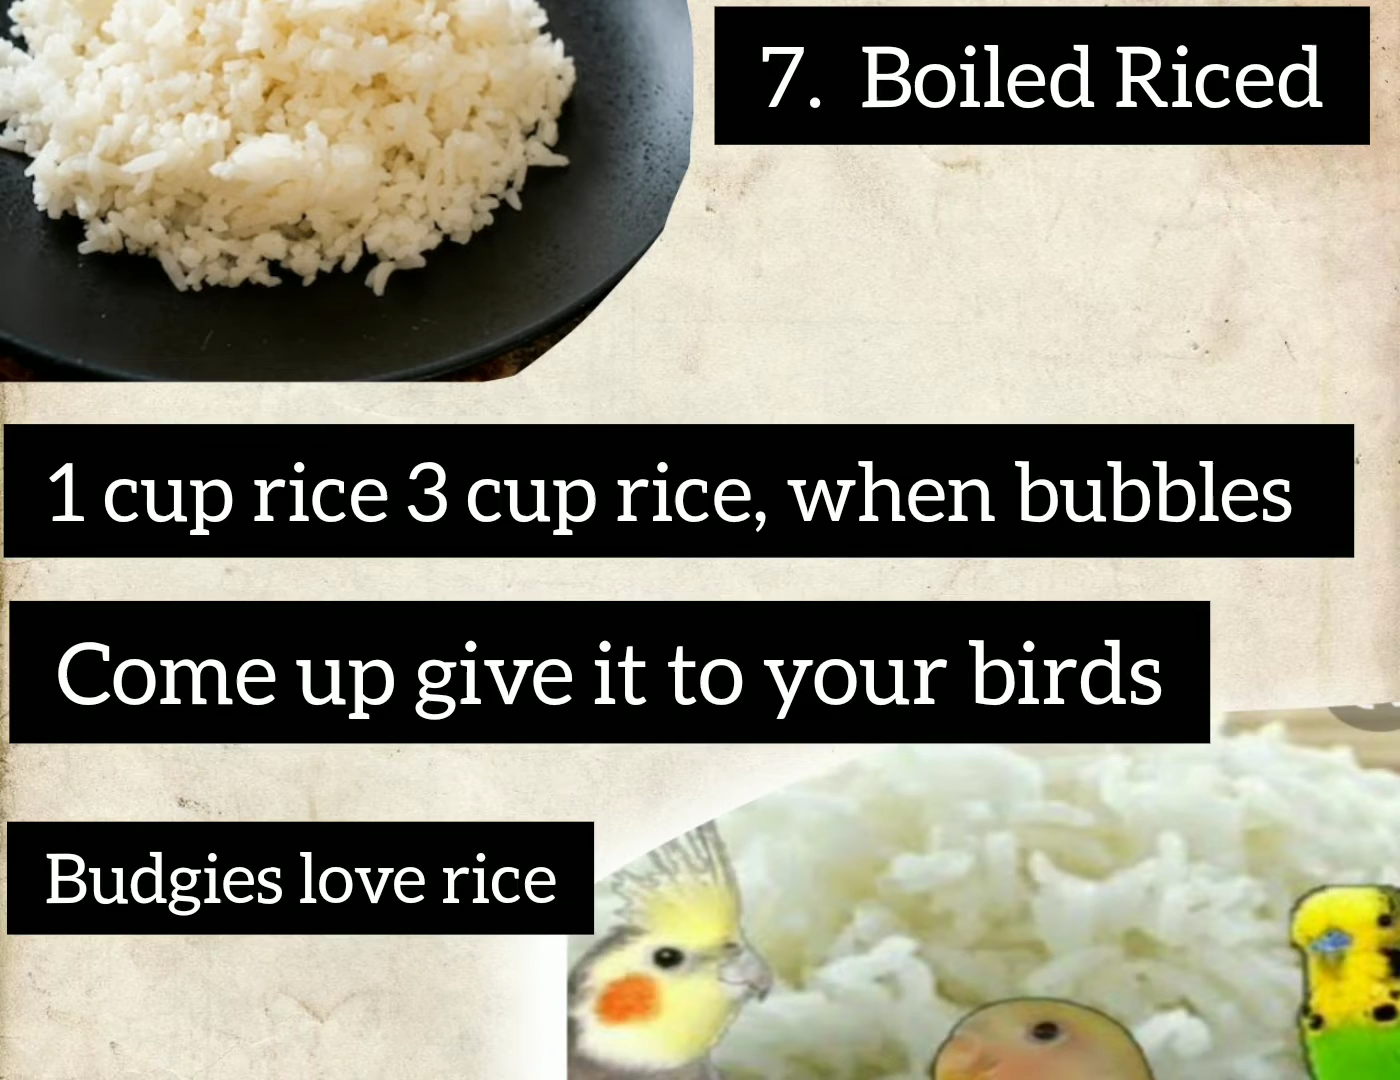 7. Boiled Riced
1 cup rice 3 cup rice, when bubbles
Come up give it to your birds
Budgies love rice